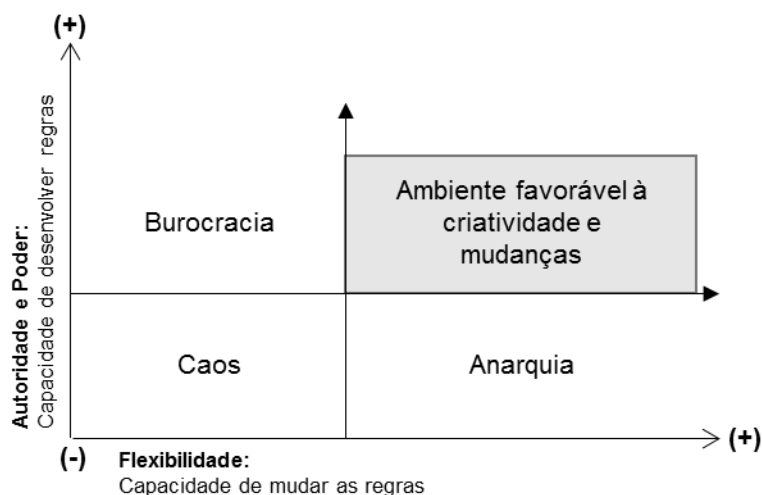 (+)
Autoridade e Poder:
Capacidade de desenvolver regras
Burocracia
Ambiente favorável à
criatividade e
mudanças
Caos
Anarquia
(-)
(+)
Flexibilidade:
Capacidade de mudar as regras